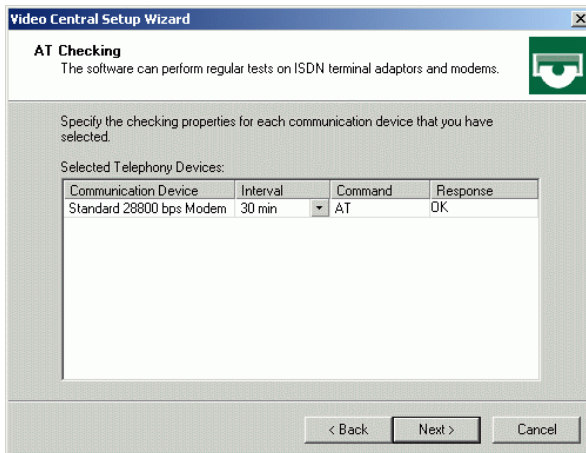 Video Central Setup Wizard
AT Checking
The software can perform regular tests on ISDN terminal adaptors and modems.
Specify the checking properties for each communication device that you have
selected.
Selected Telephony Devices:
Communication Device Interval Command Response
Standard 28800 bps Modem 30 min AT OK
< Back Next > Cancel